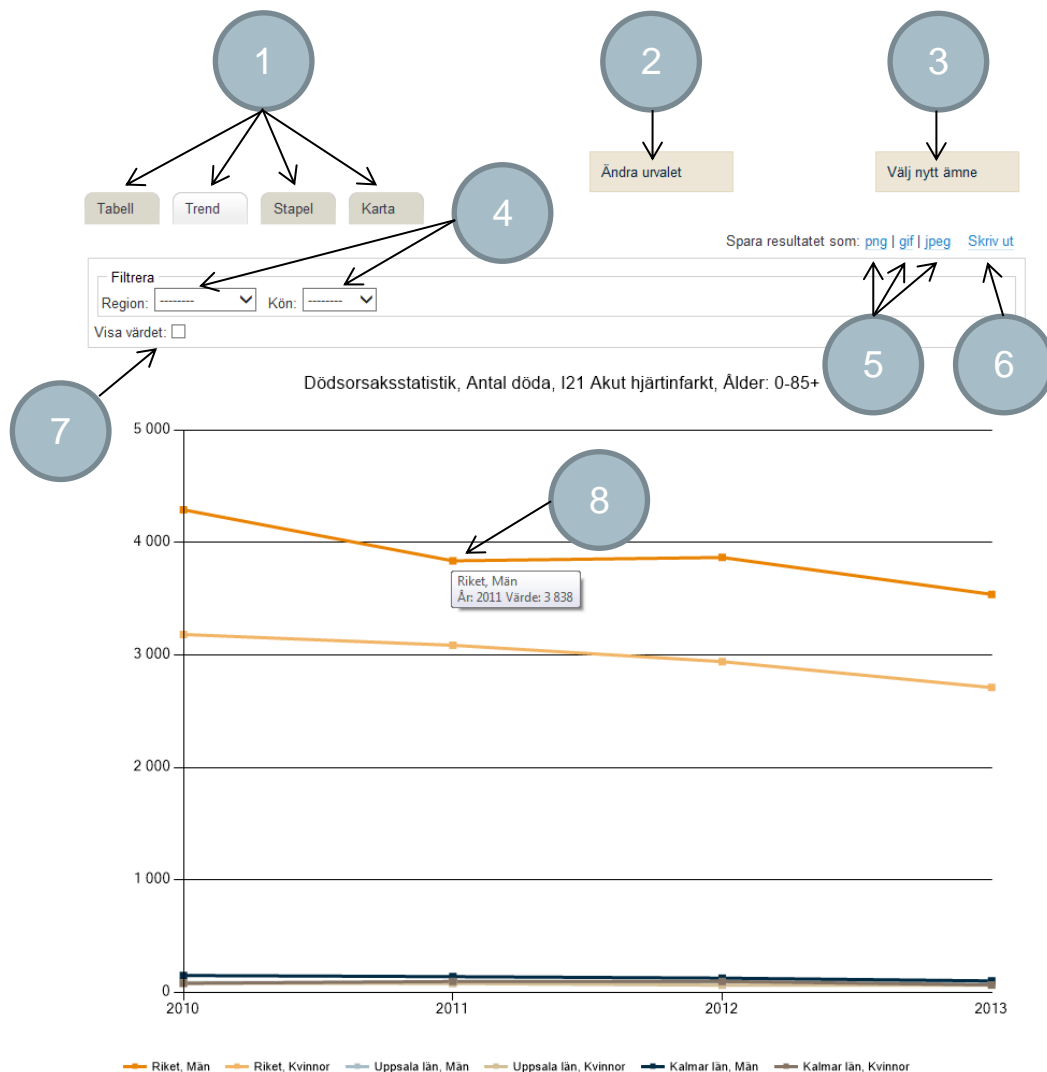 1
2
3
Ändra urvalet
Välj nytt ämne
Tabell
Trend
Stapel
Karta
4
Spara resultatet som: png | gif | jpeg Skriv ut
Filtrera
Region: -------- Kön: --------
Visa värdet:
5
6
7
Dödsorsaksstatistik, Antal döda, I21 Akut hjärtinfarkt, Ålder: 0-85+
5 000
8
4 000
Riket, Män
År: 2011 Värde: 3 838
3 000
2 000
1 000
0
2010
2011
2012
2013
Riket, Män
Riket, Kvinnor
Uppsala län, Män
Uppsala län, Kvinnor
Kalmar län, Män
Kalmar län, Kvinnor